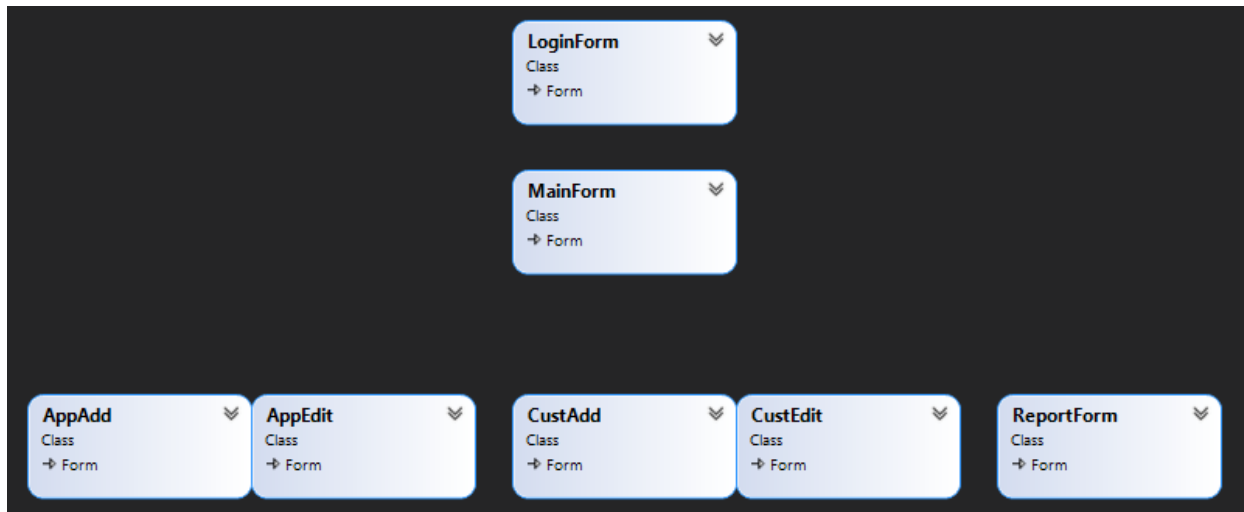 LoginForm
Class
Form
MainForm
Class
Form
AppAdd
Class
Form
AppEdit
Class
Form
CustAdd
Class
Form
CustEdit
Class
Form
ReportForm
Class
Form